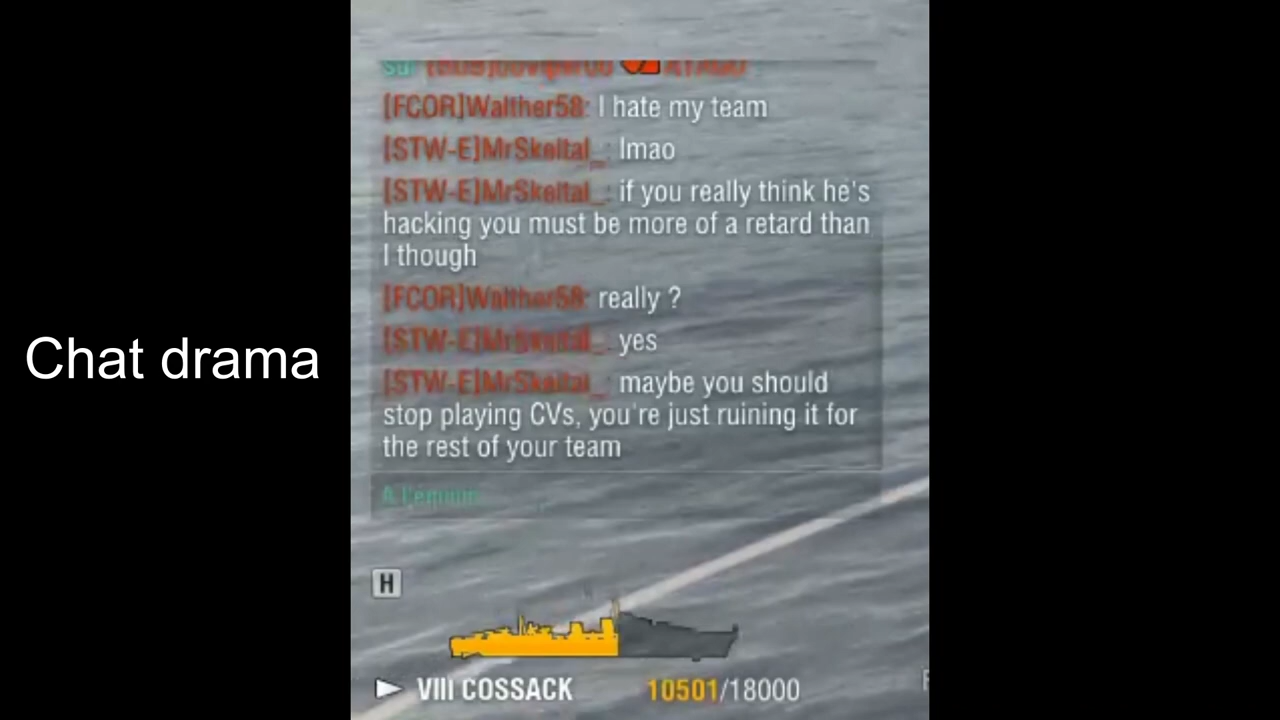 [FCOR]Walther58: I hate my team
[STW-E]MrSkeltal_: lmao
[STW-E]MrSkeltal_: if you really think he's
hacking you must be more of a retard than
I though
[FCOR]Walther58: really ?
[STW-E]MrSkeltal_: yes
Chat drama
[STW-E]MrSkeltal_: maybe you should
stop playing CVs, you're just ruining it for
the rest of your team
H
VIII COSSACK 10501/18000